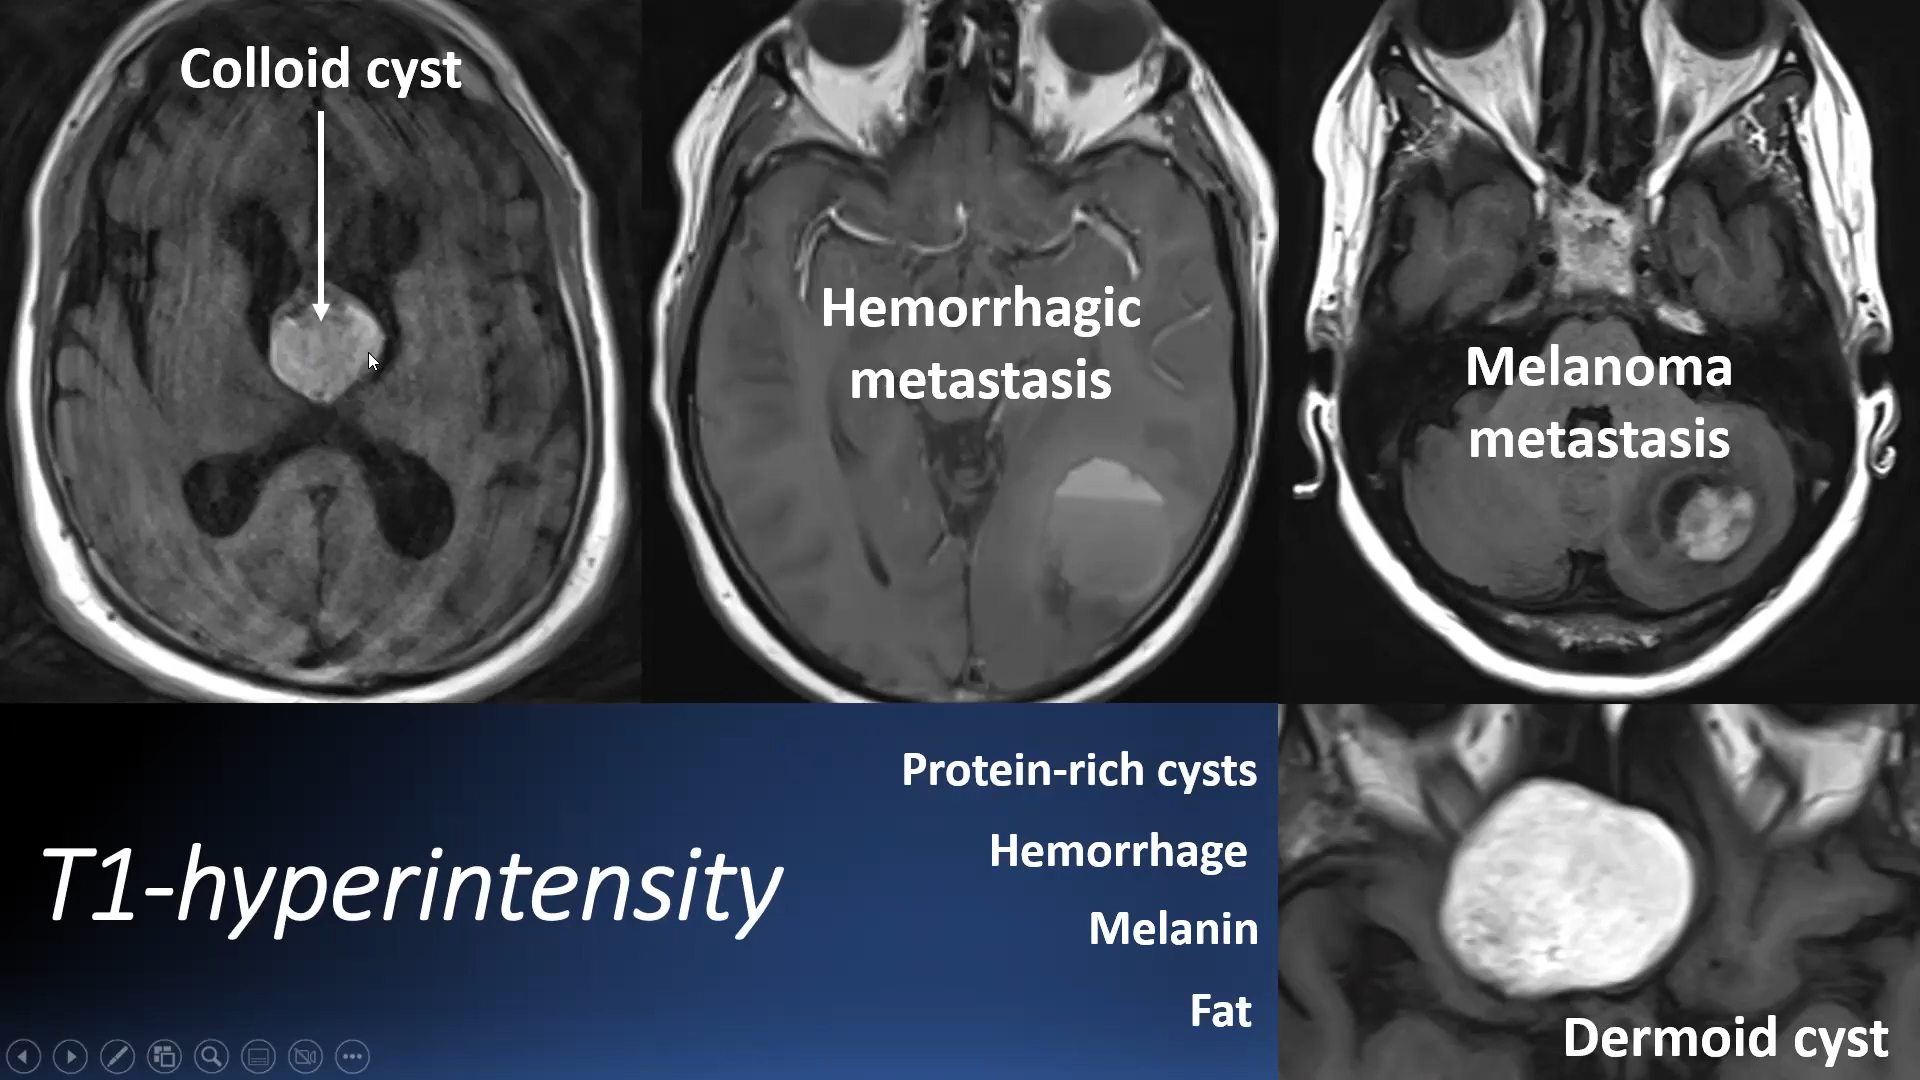 Colloid cyst
Hemorrhagic
metastasis
Melanoma
metastasis
T1-hyperintensity
Protein-rich cysts
Hemorrhage
Melanin
Fat
Dermoid cyst